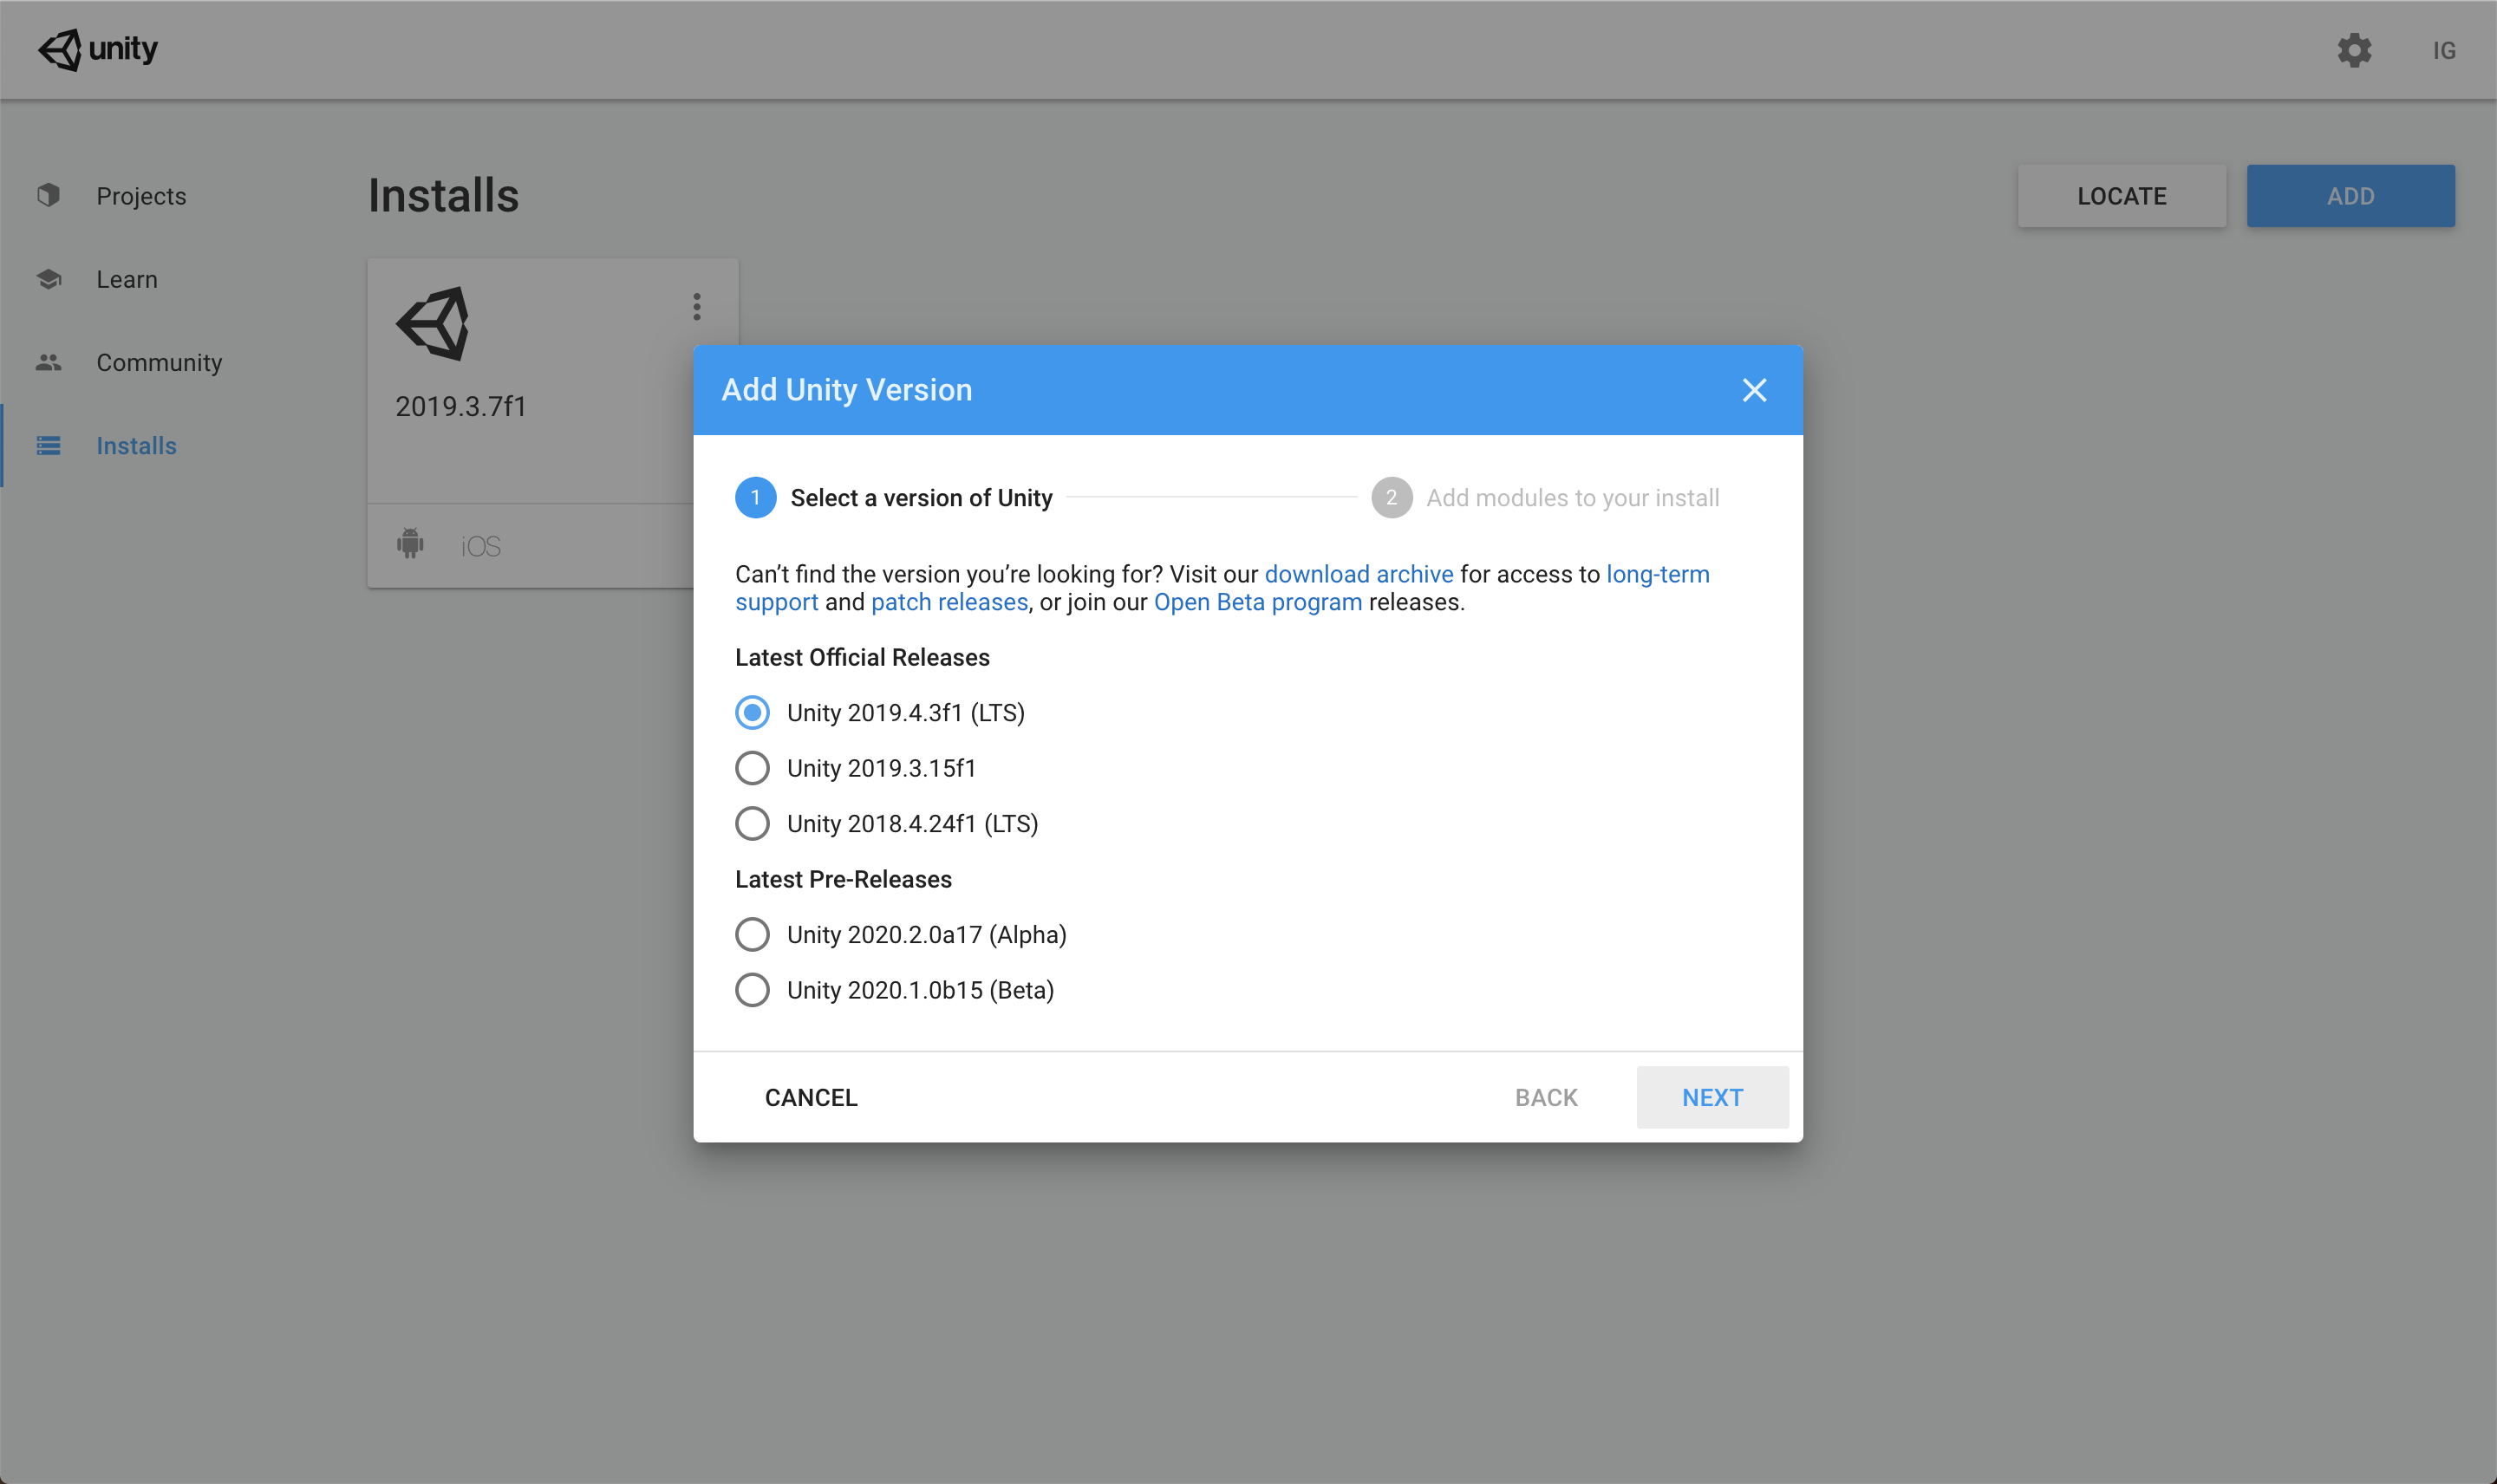 unity
IG
Projects
Learn
Community
Installs
Installs
LOCATE
ADD
2019.3.7f1
iOS
Add Unity Version
1 Select a version of Unity
2 Add modules to your install
Can’t find the version you’re looking for? Visit our download archive for access to long-term
support and patch releases, or join our Open Beta program releases.
Latest Official Releases
Unity 2019.4.3f1 (LTS)
Unity 2019.3.15f1
Unity 2018.4.24f1 (LTS)
Latest Pre-Releases
Unity 2020.2.0a17 (Alpha)
Unity 2020.1.0b15 (Beta)
CANCEL
BACK
NEXT